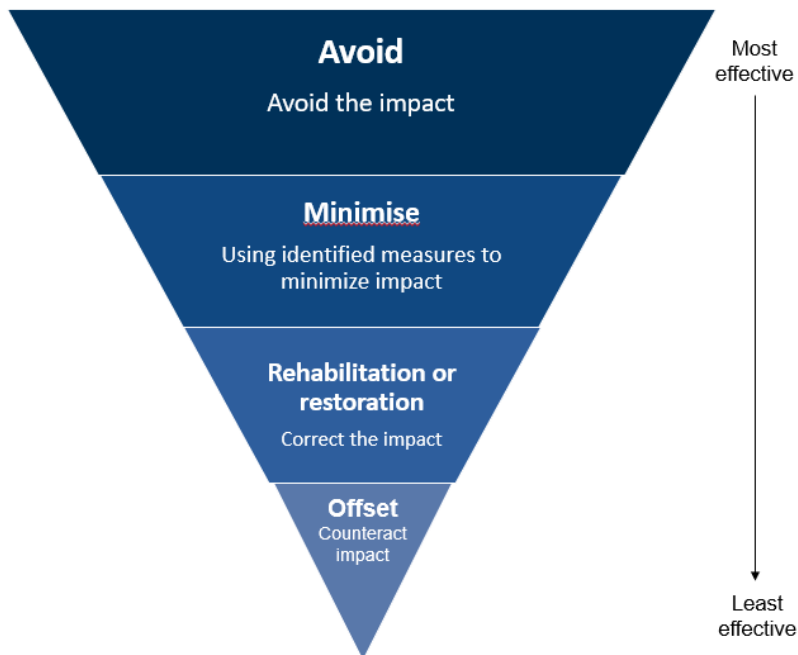 Avoid
Avoid the impact
Most
effective
Minimise
Using identified measures to
minimize impact
Rehabilitation or
restoration
Correct the impact
Offset
Counteract
impact
Least
effective